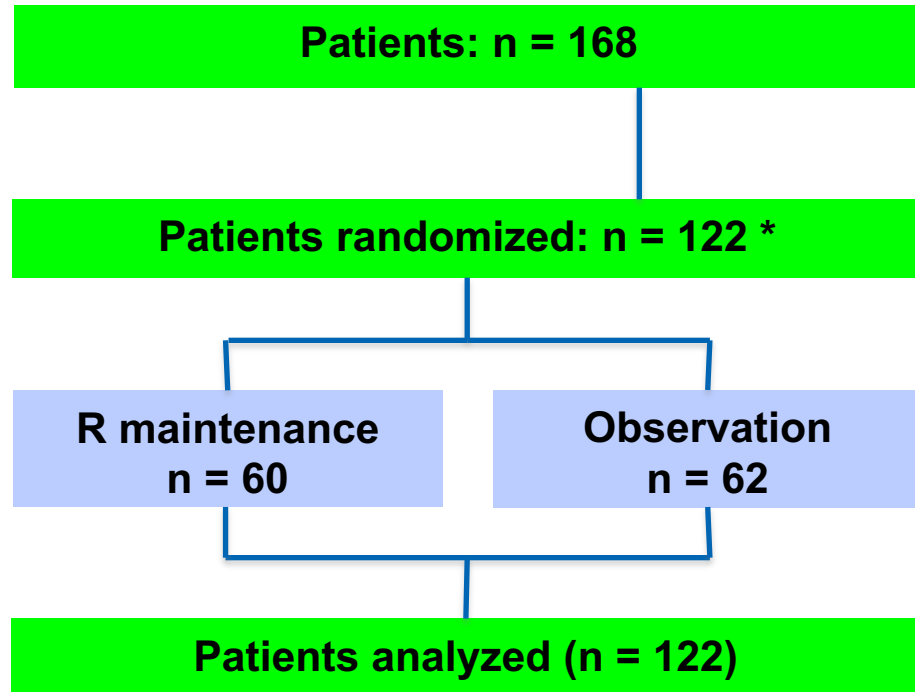 Patients: n = 168
Patients randomized: n = 122 *
R maintenance
n = 60
Observation
n = 62
Patients analyzed (n = 122)